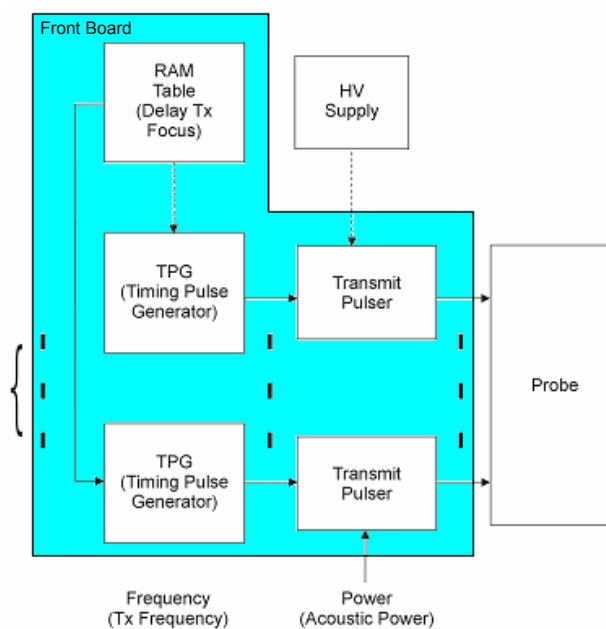 Front Board
RAM
Table
(Delay Tx
Focus)
HV
Supply
TPG
(Timing Pulse
Generator)
Transmit
Pulser
Probe
TPG
(Timing Pulse
Generator)
Transmit
Pulser
Frequency
(Tx Frequency)
Power
(Acoustic Power)